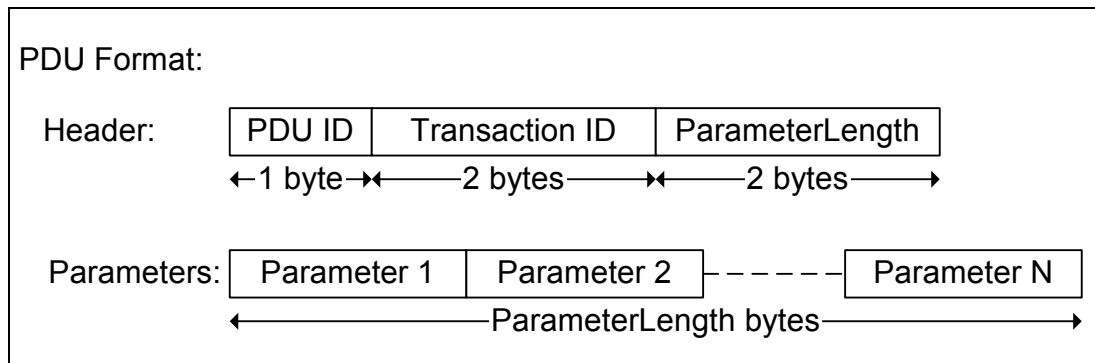 PDU Format:
Header: PDU ID Transaction ID ParameterLength
1 byte 2 bytes 2 bytes
Parameters: Parameter 1 Parameter 2 Parameter N
ParameterLength bytes